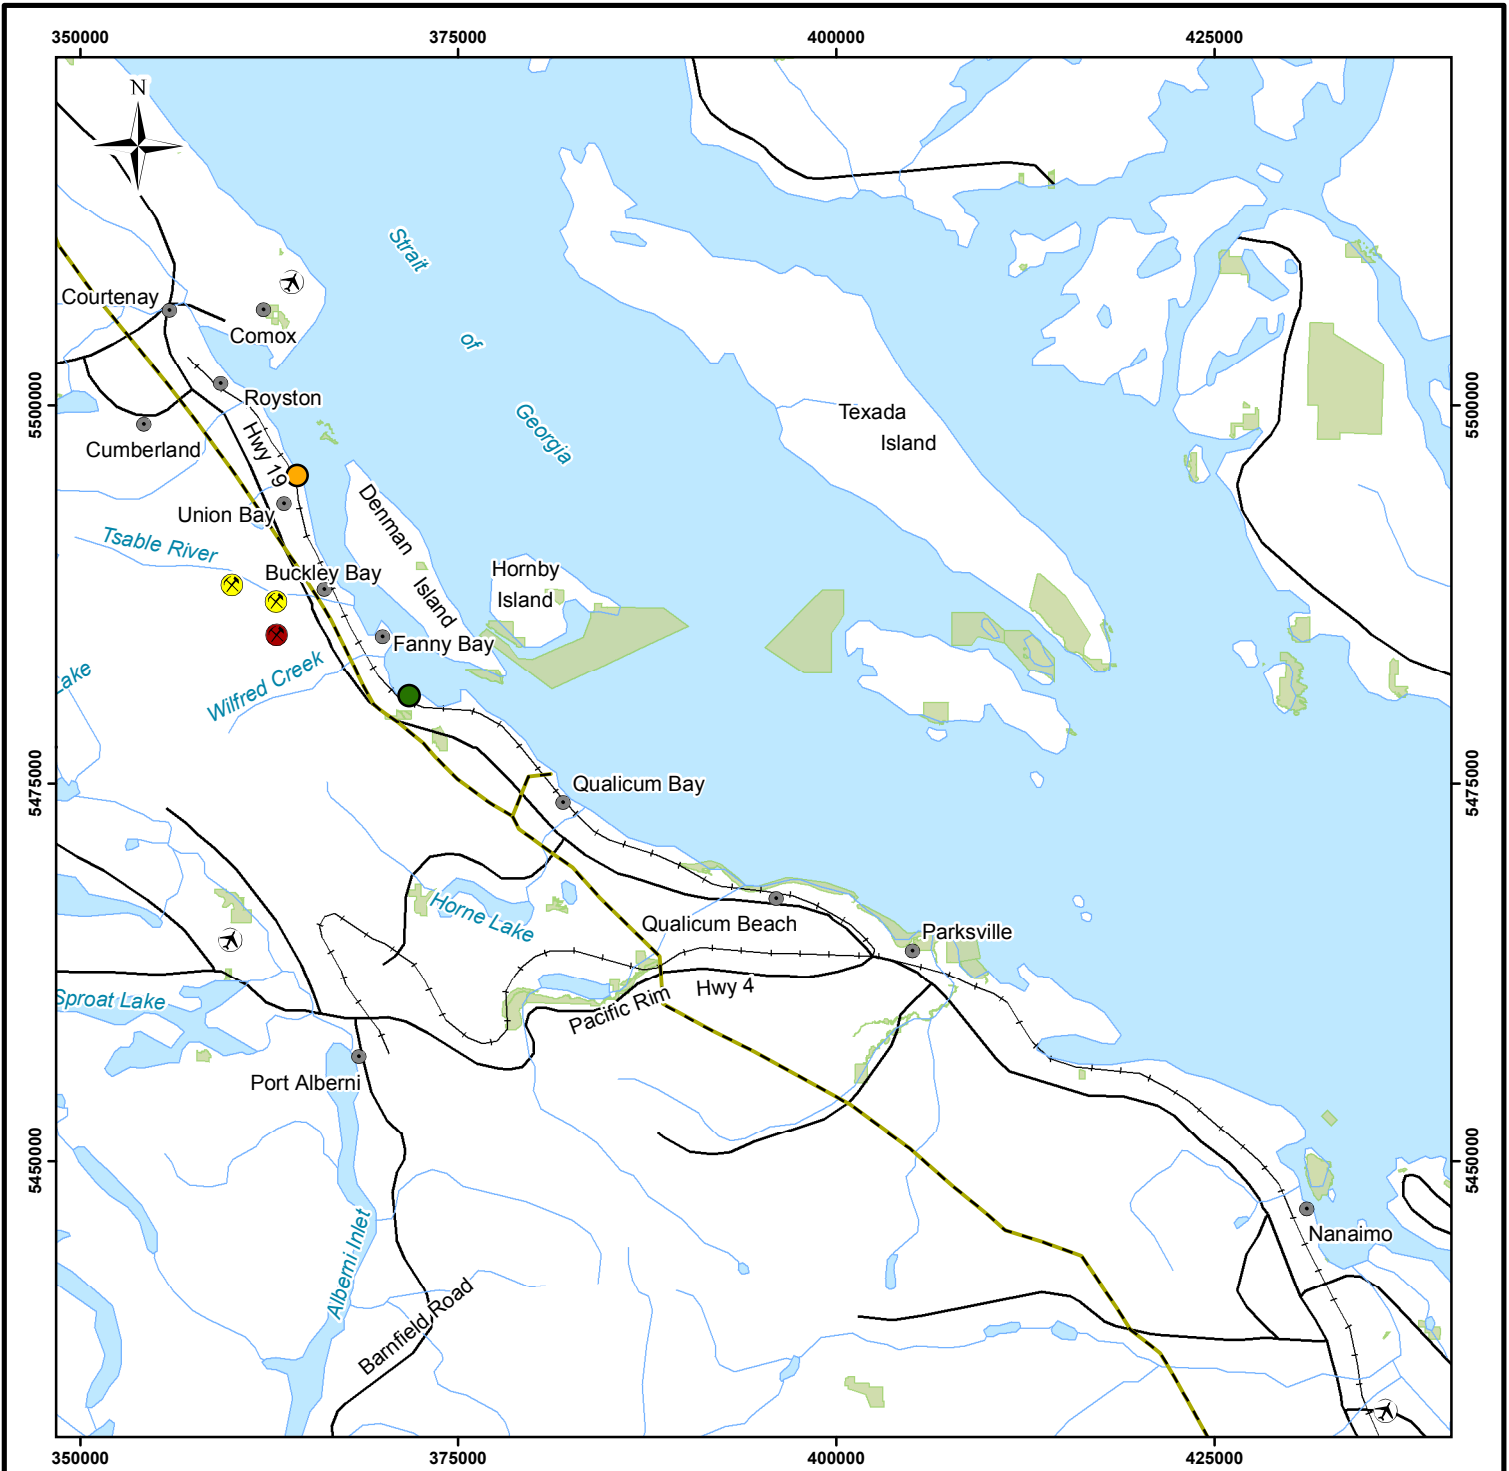 350000
375000
400000
425000
N
Strait
of
Georgia
Courtenay
Comox
Royston
Cumberland
Hwy 19
Union Bay
Tsable River
Buckley Bay
Denman
Island
Hornby
Island
Texada
Island
5500000
5500000
Fanny Bay
Wilfred Creek
Lake
5475000
5475000
Qualicum Bay
Horne Lake
Qualicum Beach
Parksville
Hwy 4
Pacific Rim
Sproat Lake
Port Alberni
5450000
5450000
Alberni Inlet
Barnfield Road
Nanaimo
350000
375000
400000
425000